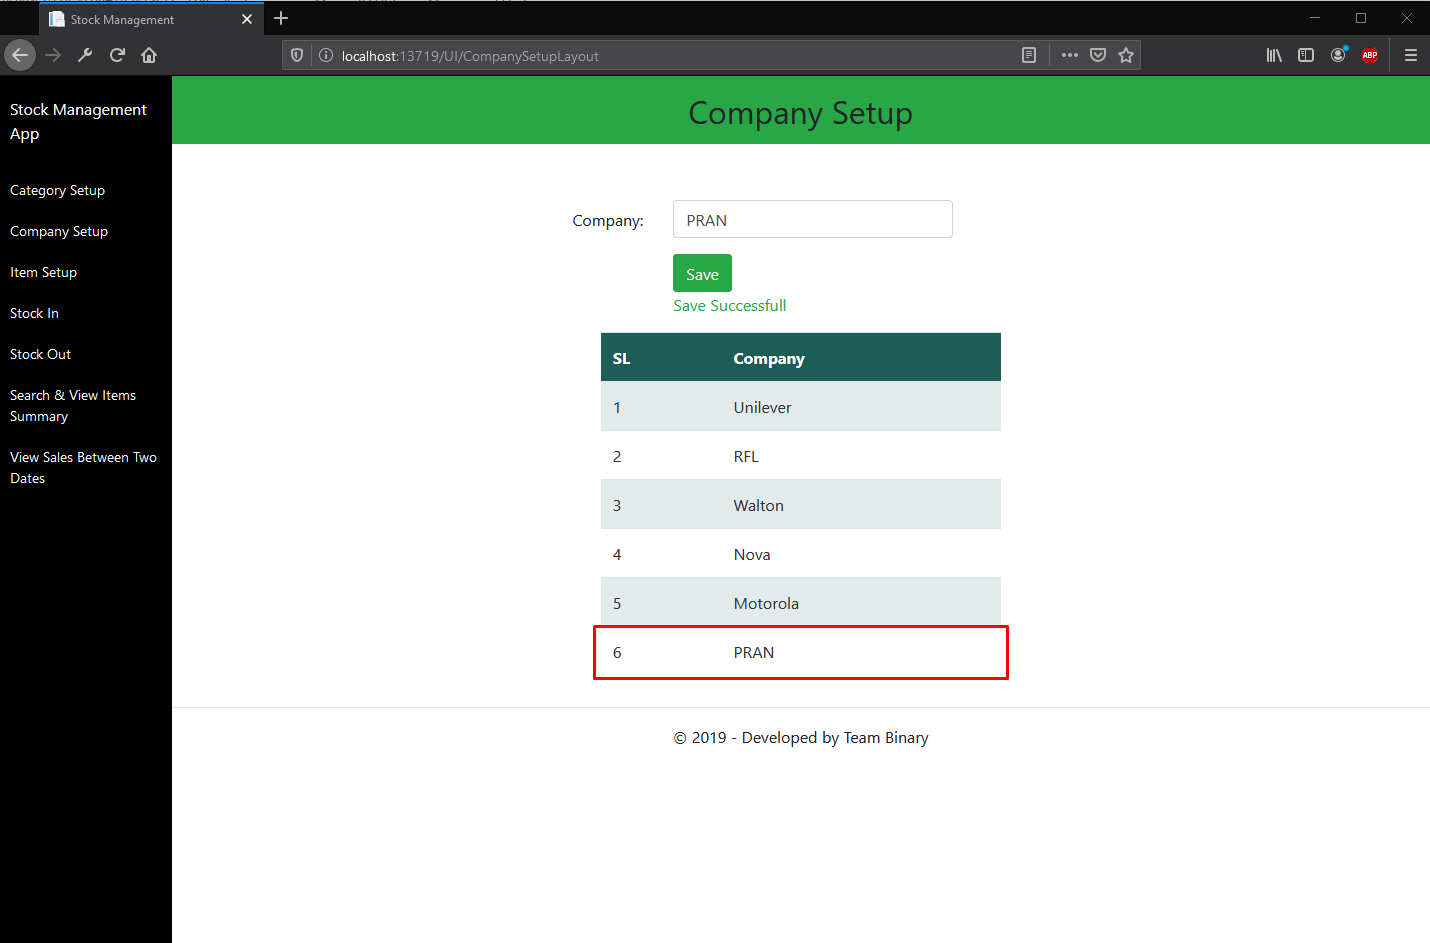 Stock Management
localhost:13719/UI/CompanySetupLayout
ABP
Stock Management
App
Category Setup
Company Setup
Item Setup
Stock In
Stock Out
Search & View Items
Summary
View Sales Between Two
Dates
Company Setup
Company:
PRAN
Save
Save Successfull
SL Company
1 Unilever
2 RFL
3 Walton
4 Nova
5 Motorola
6 PRAN
© 2019 - Developed by Team Binary